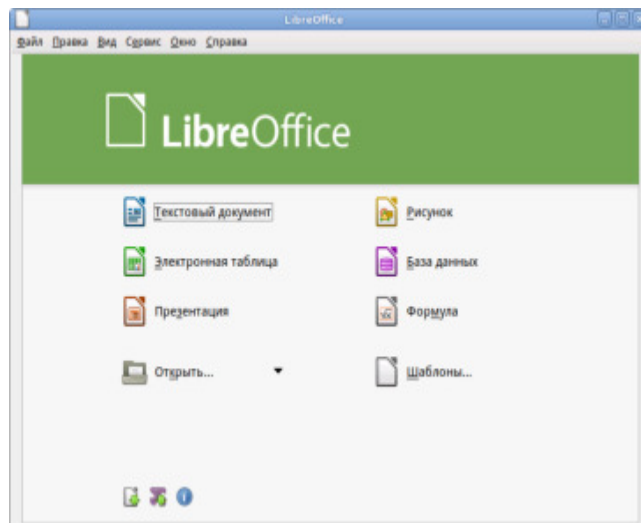 LibreOffice
Файл Правка Вид Сервис Окно Справка
LibreOffice
Текстовый документ Рисунок
Электронная таблица База данных
Презентация Формула
Открыть... Шаблоны...